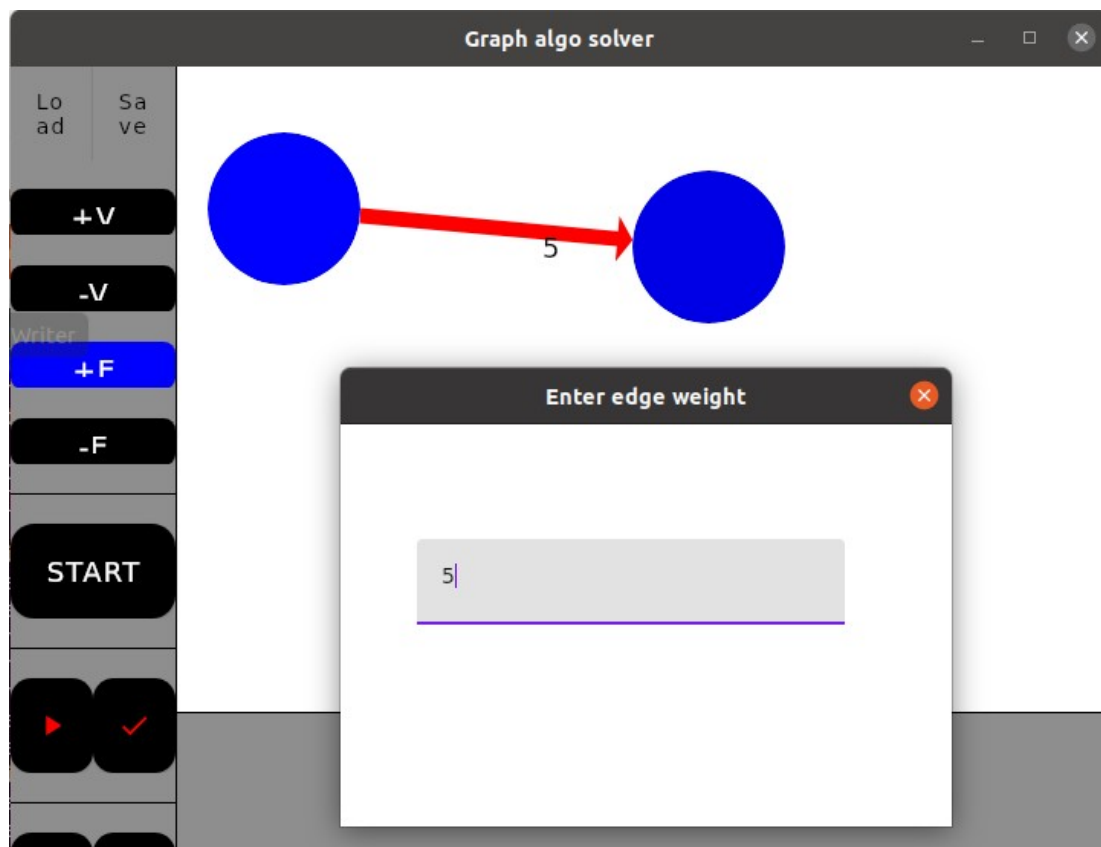 Graph algo solver
Lo
ad
Sa
ve
+V
-V
Writer
+F
-F
START
5
Enter edge weight
5